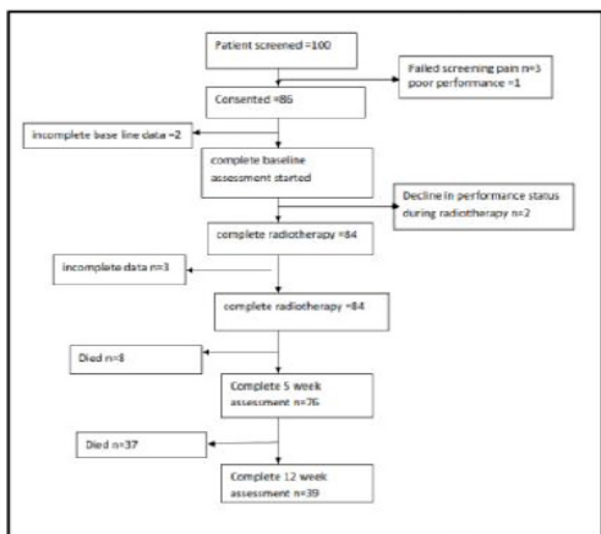 Patient screened =100
Failed screening pain n=3
poor performance =1
Consented =86
incomplete base line data =2
complete baseline
assessment started
Decline in performance status
during radiotherapy n=2
complete radiotherapy =84
incomplete data n=3
complete radiotherapy =84
Died n=8
Complete 5 week
assessment n=76
Died n=37
Complete 12 week
assessment n=39